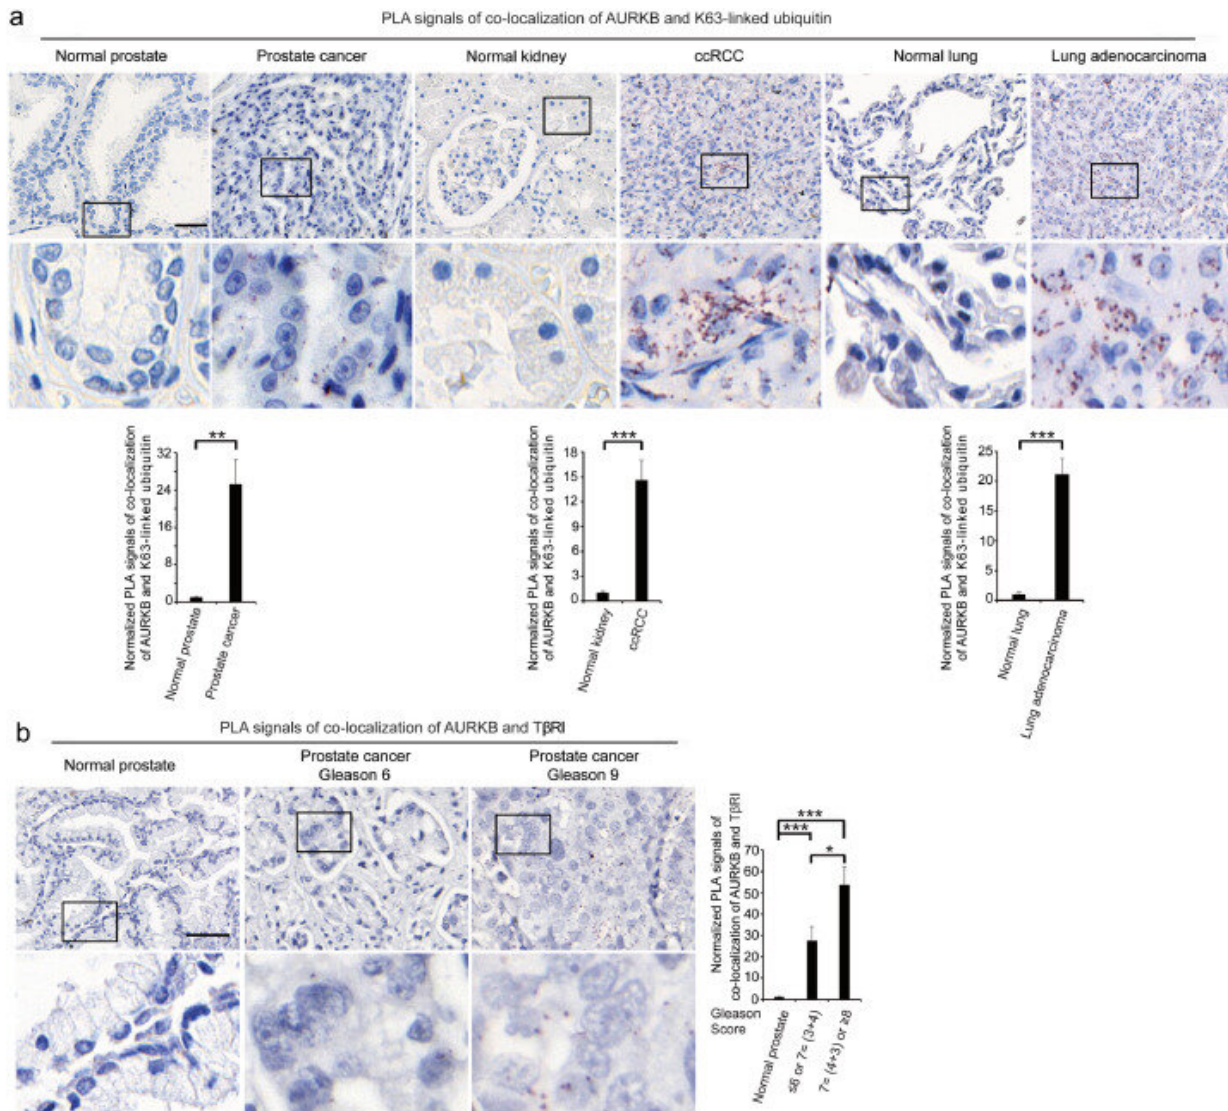 a
PLA signals of co-localization of AURKB and K63-linked ubiquitin
Normal prostate
Prostate cancer
Normal kidney
ccRCC
Normal lung
Lung adenocarcinoma
Normalized PLA signals of co-localization
of AURKB and K63-linked ubiquitin
32
24
16
8
0
**
Normal prostate
Prostate cancer
Normalized PLA signals of co-localization
of AURKB and K63-linked ubiquitin
18
15
12
9
6
3
0
***
Normal kidney
ccRCC
Normalized PLA signals of co-localization
of AURKB and K63-linked ubiquitin
25
20
15
10
5
0
***
Normal lung
Lung adenocarcinoma
b
PLA signals of co-localization of AURKB and TβRI
Normal prostate
Prostate cancer
Gleason 6
Prostate cancer
Gleason 9
Normalized PLA signals of
co-localization of AURKB and TβRI
70
60
50
40
30
20
10
0
***
***
*
Gleason
Score
Normal prostate
≤6 or 7= (3+4)
7= (4+3) or ≥8